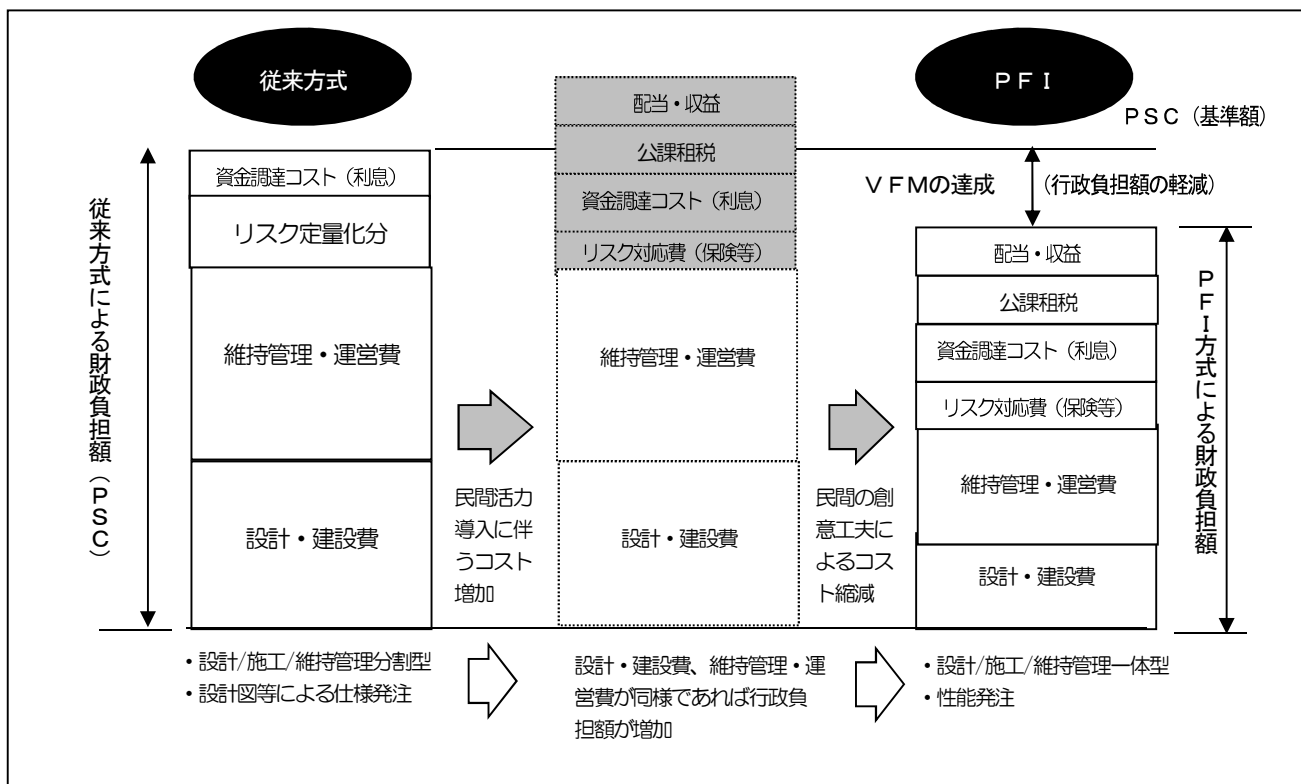 従来方式
PFI
PSC（基準額）
配当・収益
公課租税
資金調達コスト（利息）
リスク対応費（保険等）
維持管理・運営費
設計・建設費
資金調達コスト（利息）
リスク定量化分
維持管理・運営費
設計・建設費
従来方式による財政負担額（PSC）
VFMの達成
（行政負担額の軽減）
配当・収益
公課租税
資金調達コスト（利息）
リスク対応費（保険等）
維持管理・運営費
設計・建設費
PFI方式による財政負担額
民間活力
導入に伴
うコスト
増加
民間の創
意工夫に
よるコス
ト縮減
・設計/施工/維持管理分割型
・設計図等による仕様発注
設計・建設費、維持管理・運
営費が同様であれば行政負
担額が増加
・設計/施工/維持管理一体型
・性能発注